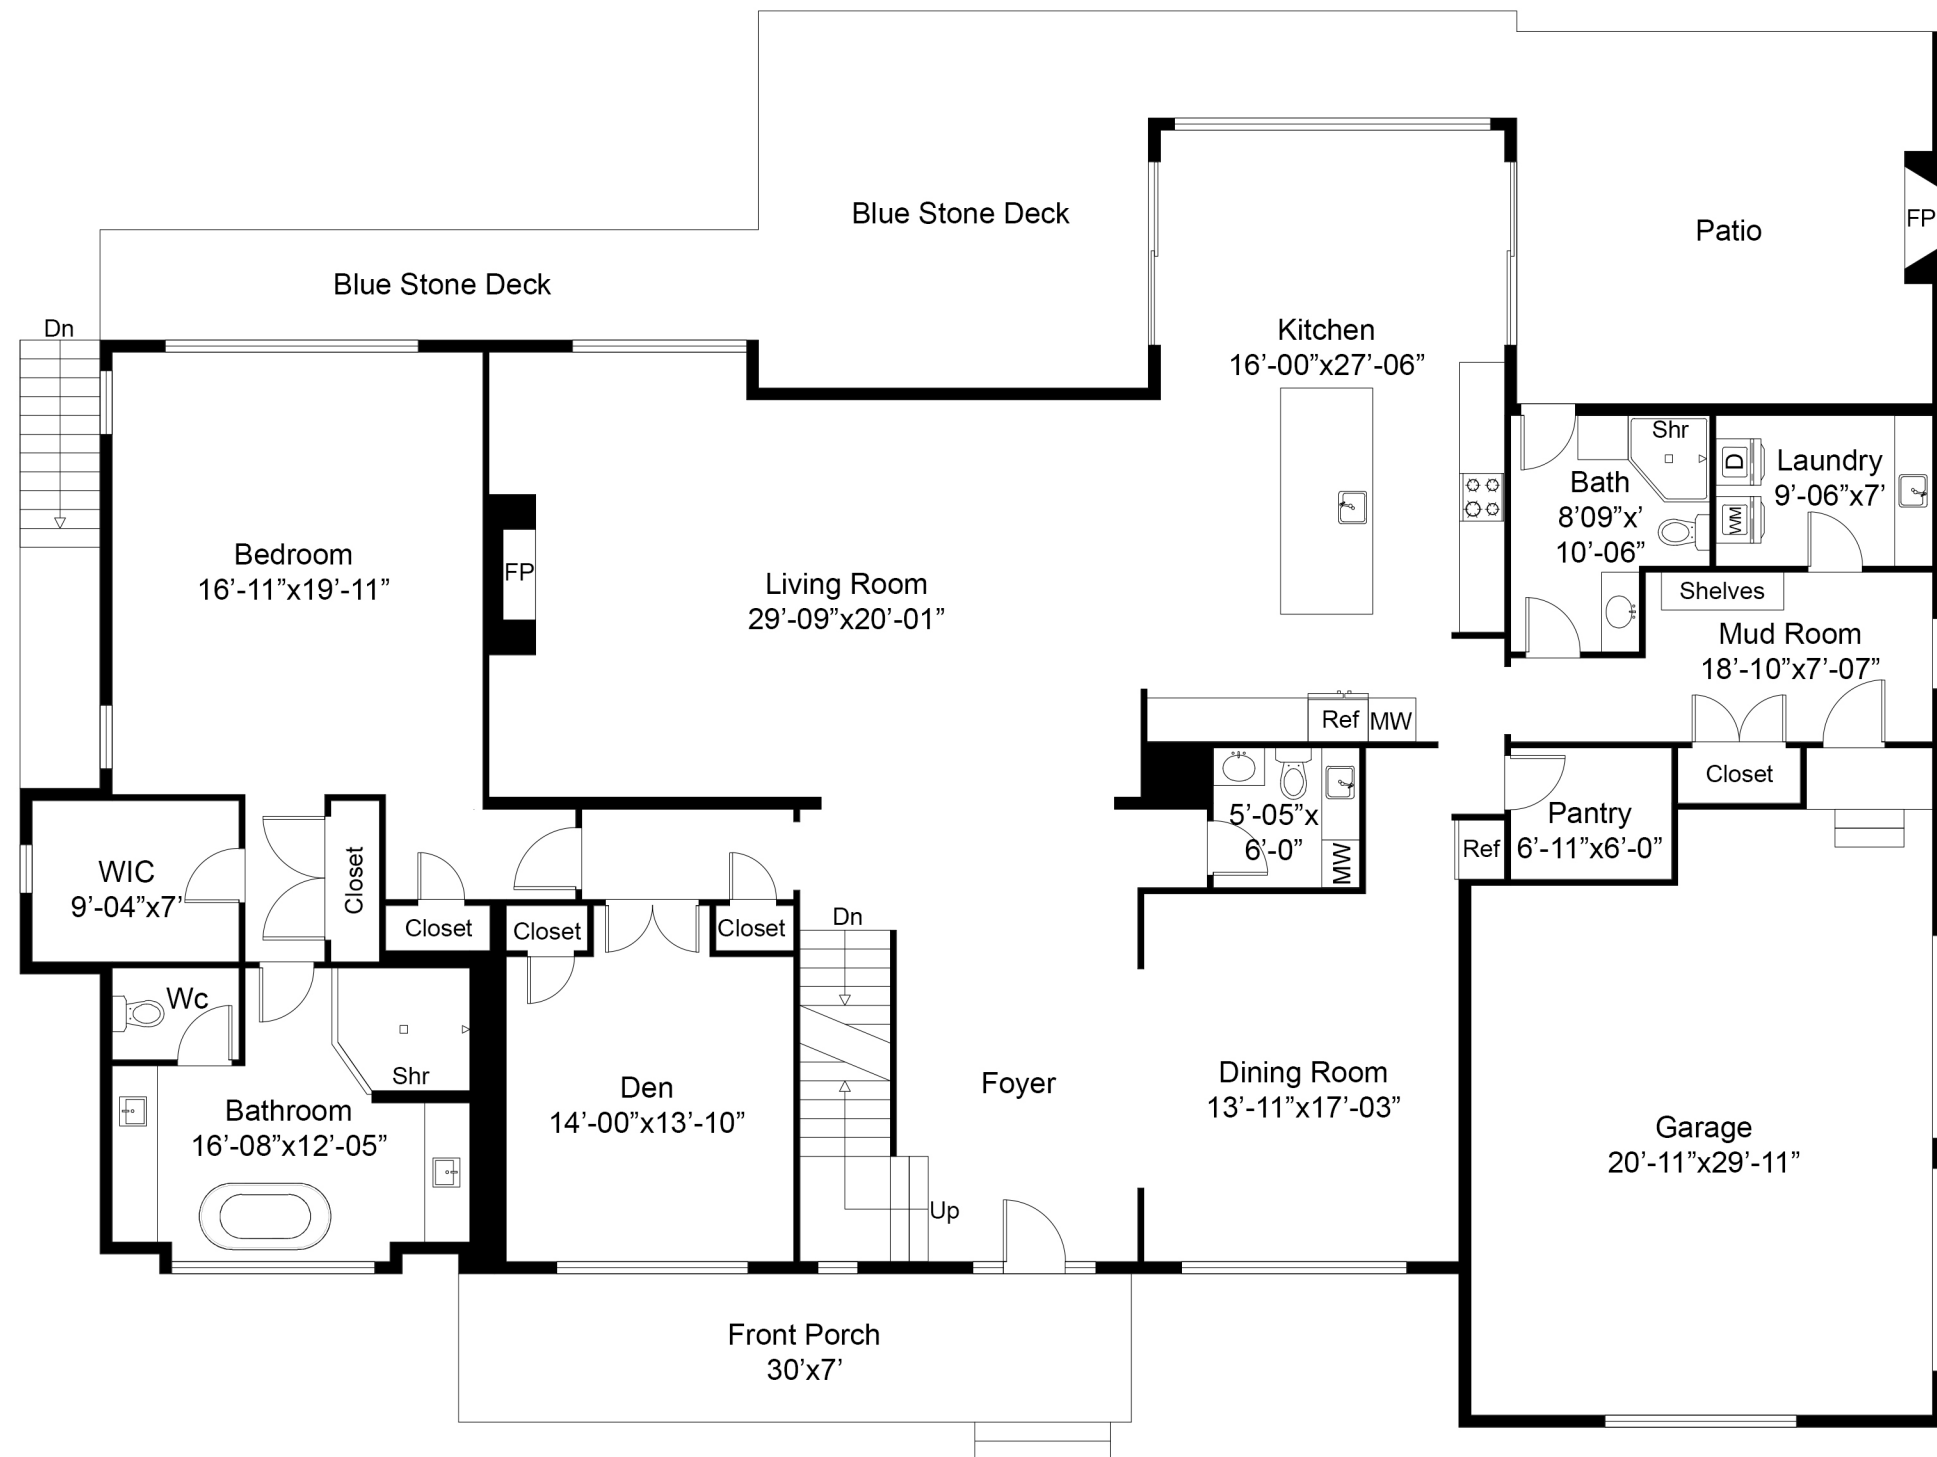 Blue Stone Deck
Patio
FP
Blue Stone Deck
Dn
Kitchen
16’-00”x27’-06”
Shr
Laundry
9’-06”x7’
D
WM
Bath
8’09”x’
10’-06”
Bedroom
16’-11”x19’-11”
FP
Living Room
29’-09”x20’-01”
Shelves
Mud Room
18’-10”x7’-07”
Ref
MW
Closet
5’-05”x
6’-0”
MW
Pantry
6’-11”x6’-0”
Ref
WIC
9’-04”x7’
Closet
Closet
Closet
Closet
Dn
Wc
Shr
Bathroom
16’-08”x12’-05”
Den
14’-00”x13’-10”
Foyer
Dining Room
13’-11”x17’-03”
Garage
20’-11”x29’-11”
Up
Front Porch
30’x7’